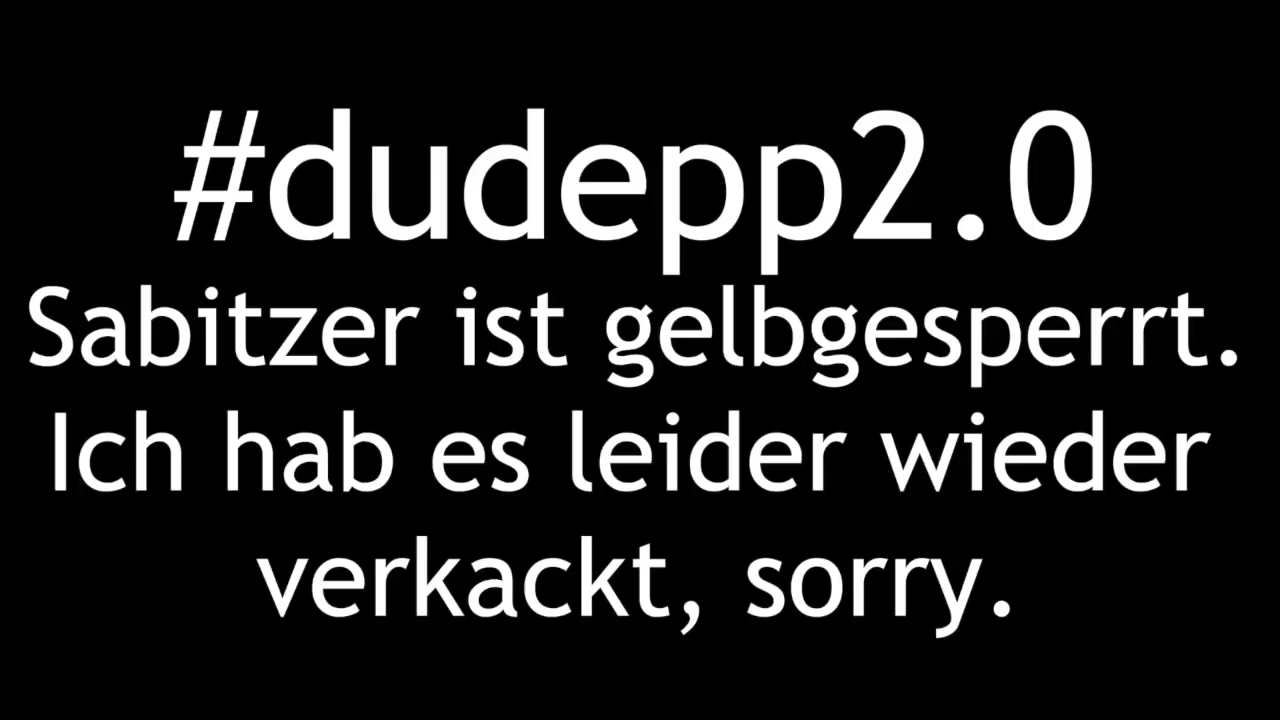 #dudepp2.0
Sabitzer ist gelbgesperrt.
Ich hab es leider wieder
verkackt, sorry.